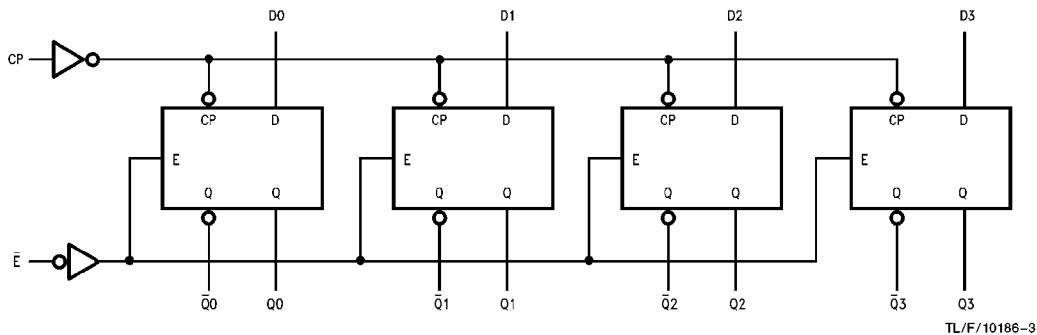 D0 D1 D2 D3
CP
CP D CP D CP D CP D
E E E E
Q Q Q Q Q Q Q Q
E̅
Q̅0 Q0 Q̅1 Q1 Q̅2 Q2 Q̅3 Q3
TL/F/10186-3